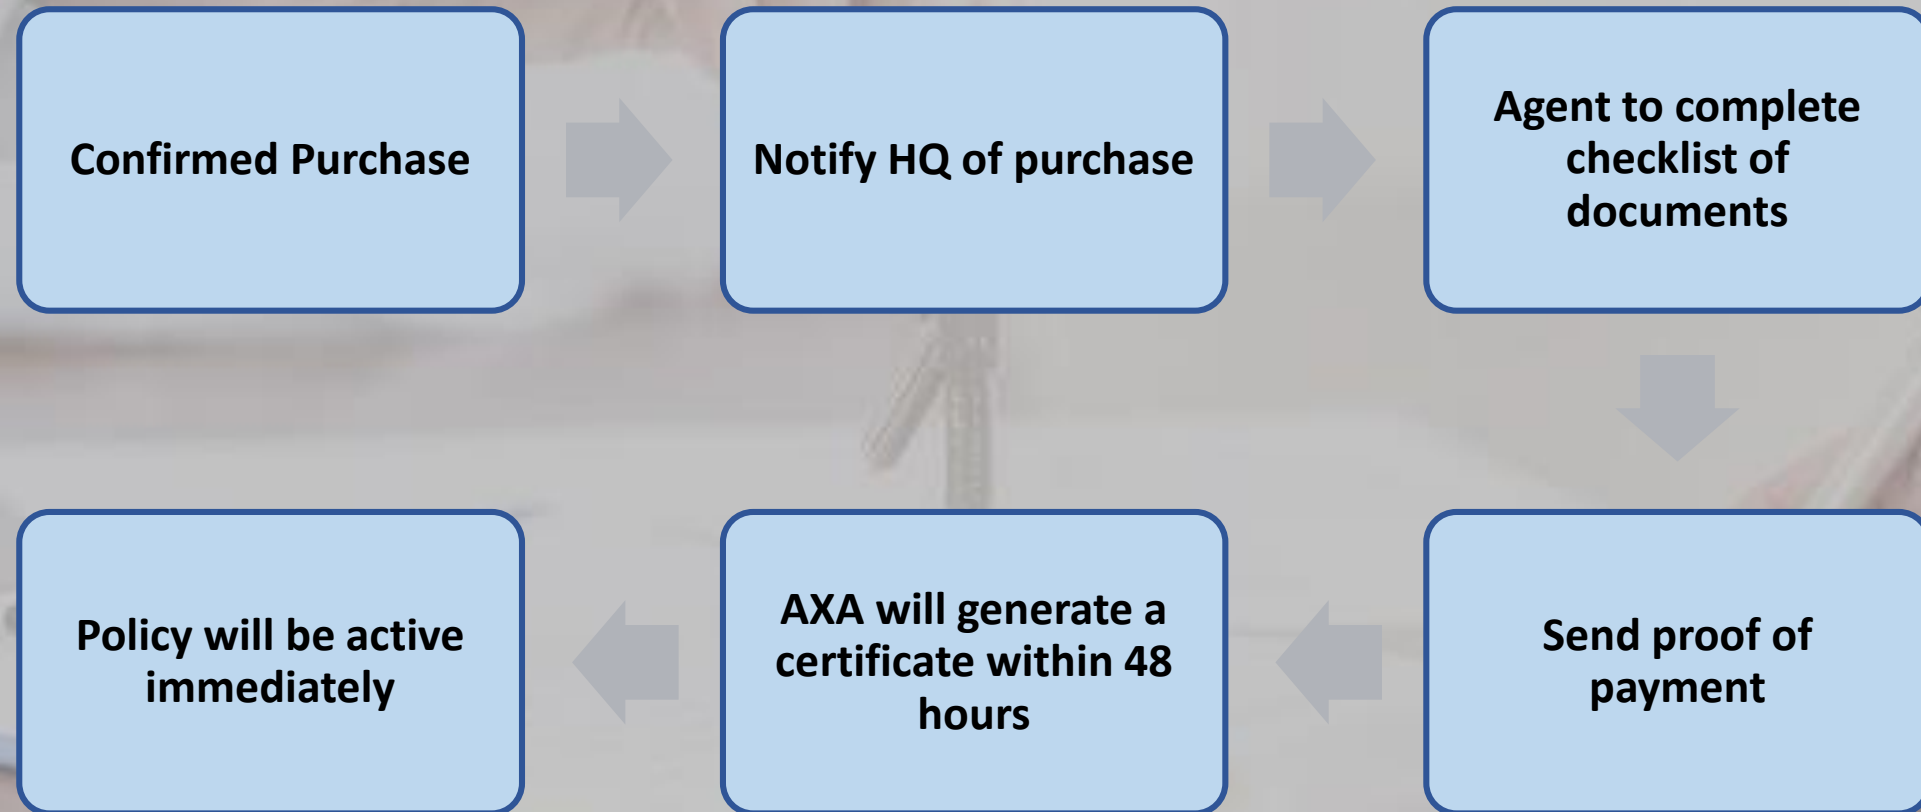 Confirmed Purchase
Notify HQ of purchase
Agent to complete
checklist of
documents
Send proof of
payment
AXA will generate a
certificate within 48
hours
Policy will be active
immediately